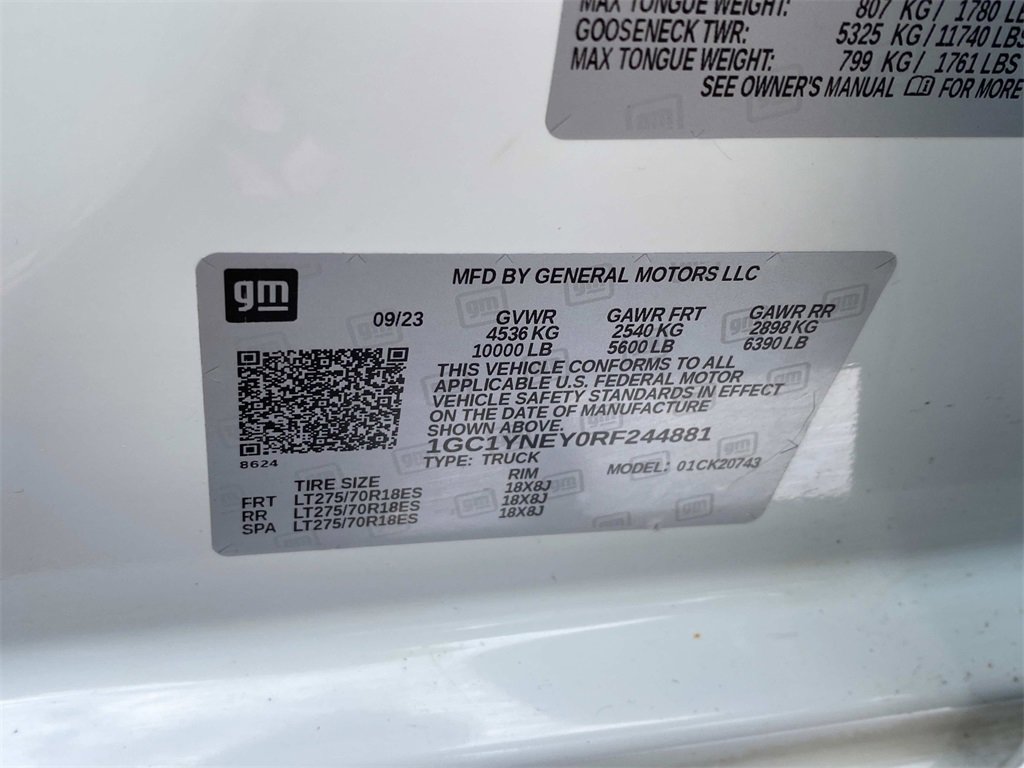 MAX TONGUE WEIGHT: 807 KG/ 1780 LB
GOOSENECK TWR: 5325 KG/11740 LBS
MAX TONGUE WEIGHT: 799 KG/ 1761 LBS
SEE OWNER'S MANUAL FOR MORE
gm
MFD BY GENERAL MOTORS LLC
09/23 GVWR GAWR FRT GAWR RR
4536 KG 2540 KG 2898 KG
10000 LB 5600 LB 6390 LB
THIS VEHICLE CONFORMS TO ALL
APPLICABLE U.S. FEDERAL MOTOR
VEHICLE SAFETY STANDARDS IN EFFECT
ON THE DATE OF MANUFACTURE
SHOWN ABOVE.
1GC1YNEY0RF244881
8624
TYPE: TRUCK MODEL: 01CK20743
TIRE SIZE RIM
FRT LT275/70R18ES 18X8J
RR LT275/70R18ES 18X8J
SPA LT275/70R18ES 18X8J